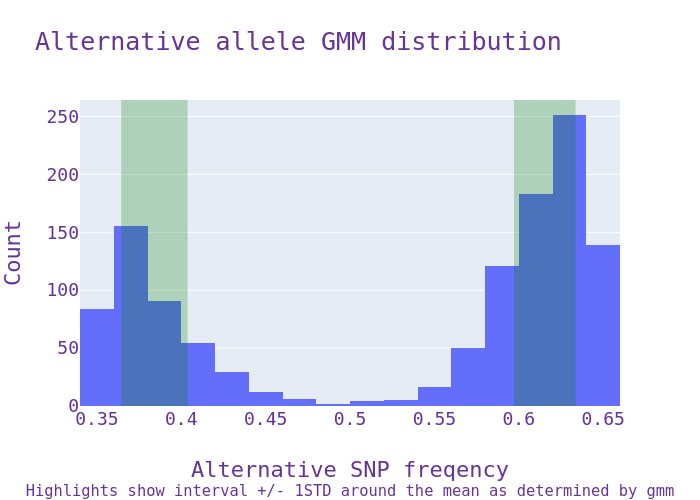 Alternative allele GMM distribution
Count
250
200
150
100
50
0
0.35 0.4 0.45 0.5 0.55 0.6 0.65
Alternative SNP freqency
Highlights show interval +/- 1STD around the mean as determined by gmm